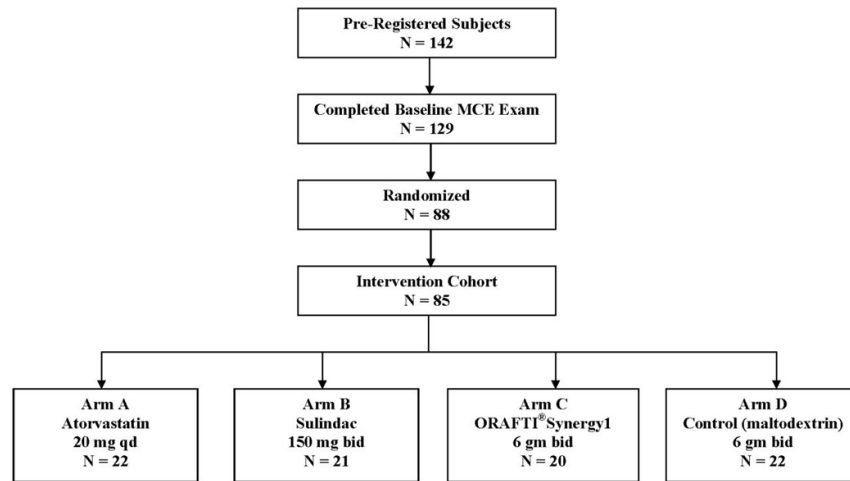 Pre-Registered Subjects
N = 142
Completed Baseline MCE Exam
N = 129
Randomized
N = 88
Intervention Cohort
N = 85
Arm A
Atorvastatin
20 mg qd
N = 22
Arm B
Sulindac
150 mg bid
N = 21
Arm C
ORAFTI®Synergy1
6 gm bid
N = 20
Arm D
Control (maltodextrin)
6 gm bid
N = 22